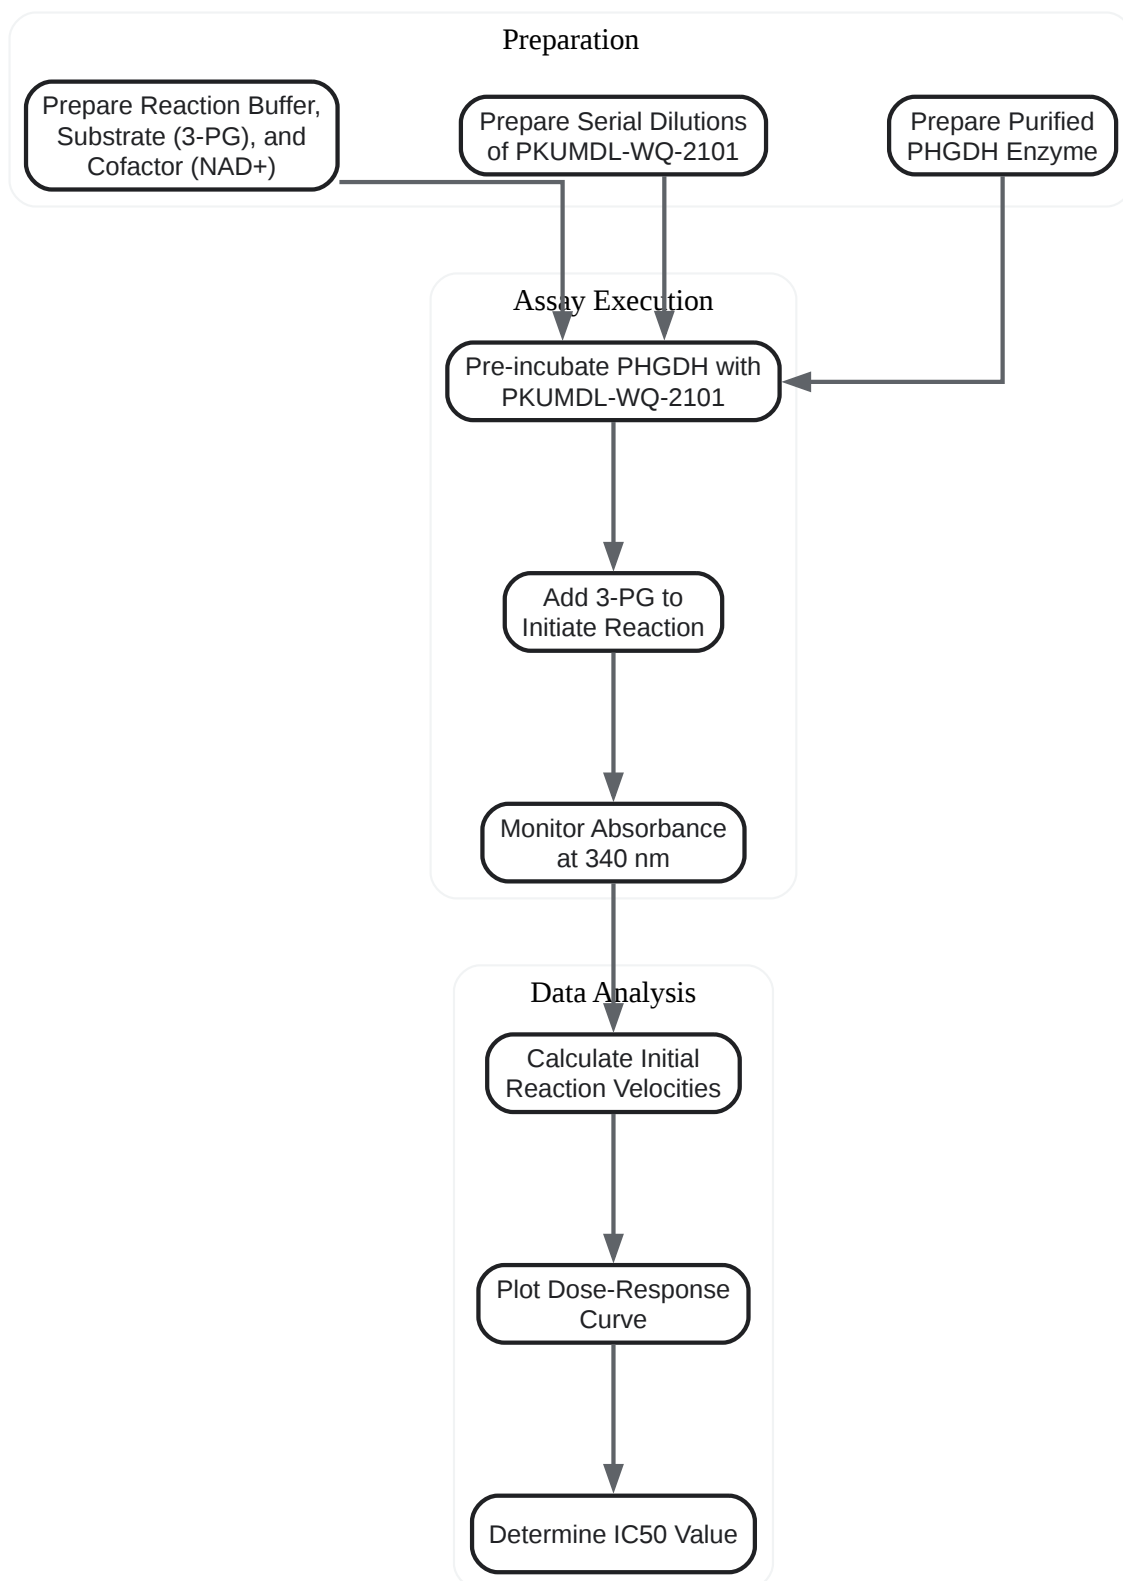 Preparation
Prepare Reaction Buffer,
Substrate (3-PG), and
Cofactor (NAD+)
Prepare Serial Dilutions
of PKUMDL-WQ-2101
Prepare Purified
PHGDH Enzyme
Assay Execution
Pre-incubate PHGDH with
PKUMDL-WQ-2101
Add 3-PG to
Initiate Reaction
Monitor Absorbance
at 340 nm
Data Analysis
Calculate Initial
Reaction Velocities
Plot Dose-Response
Curve
Determine IC50 Value